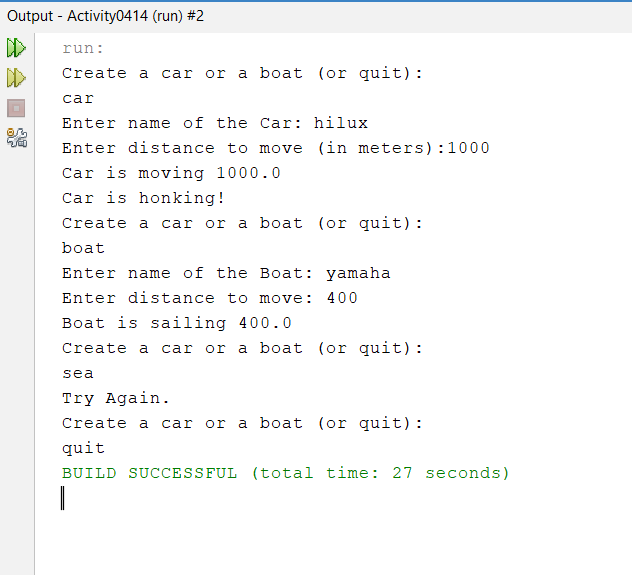 Output - Activity0414 (run) #2
run:
Create a car or a boat (or quit):
car
Enter name of the Car: hilux
Enter distance to move (in meters):1000
Car is moving 1000.0
Car is honking!
Create a car or a boat (or quit):
boat
Enter name of the Boat: yamaha
Enter distance to move: 400
Boat is sailing 400.0
Create a car or a boat (or quit):
sea
Try Again.
Create a car or a boat (or quit):
quit
BUILD SUCCESSFUL (total time: 27 seconds)